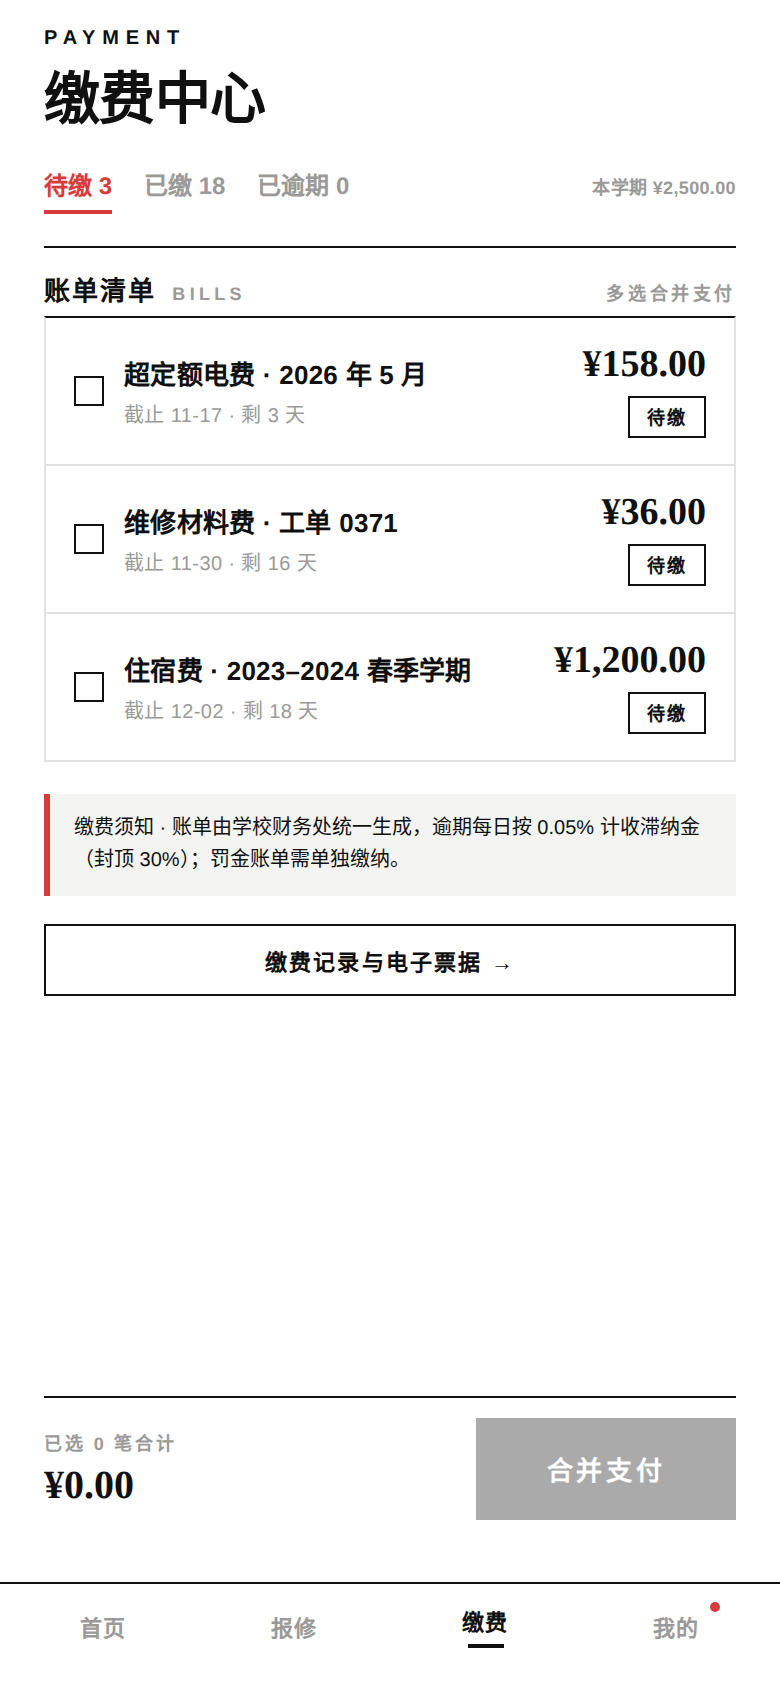 PAYMENT
缴费中心
待缴 3 已缴 18 已逾期 0 本学期 ¥2,500.00
账单清单 BILLS 多选合并支付
超定额电费 · 2026 年 5 月 ¥158.00
截止 11-17 · 剩 3 天 待缴
维修材料费 · 工单 0371 ¥36.00
截止 11-30 · 剩 16 天 待缴
住宿费 · 2023–2024 春季学期 ¥1,200.00
截止 12-02 · 剩 18 天 待缴
缴费须知 · 账单由学校财务处统一生成，逾期每日按 0.05% 计收滞纳金
（封顶 30%）；罚金账单需单独缴纳。
缴费记录与电子票据 →
已选 0 笔合计
¥0.00 合并支付
首页 报修 缴费 我的